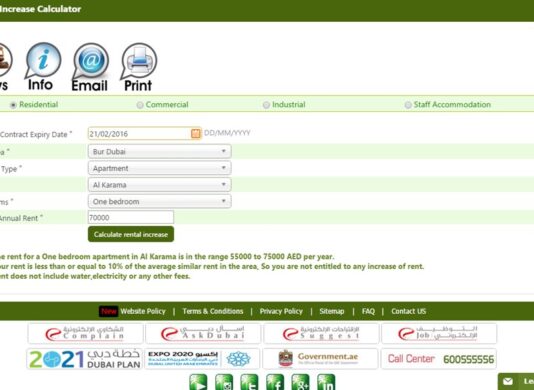 Increase Calculator
Info Email Print
Residential Commercial Industrial Staff Accommodation
Contract Expiry Date * 21/02/2016 DD/MM/YYYY
Bur Dubai
Type * Apartment
Al Karama
One bedroom
Annual Rent * 70000
Calculate rental increase
rent for a One bedroom apartment in Al Karama is in the range 55000 to 75000 AED per year.
rent is less than or equal to 10% of the average similar rent in the area, So you are not entitled to any increase of rent.
does not include water,electricity or any other fees.
New Website Policy | Terms & Conditions | Privacy Policy | Sitemap | FAQ | Contact US
الشكاوى الإلكترونية
Complain
اسأل دبي
AskDubai
الاقتراحات الإلكترونية
Suggest
التوظيف الإلكتروني
Job
2021 خطة دبي
DUBAI PLAN
EXPO 2020 إكسبو
DUBAI, UNITED ARAB EMIRATES
Government.ae
Call Center 600555556